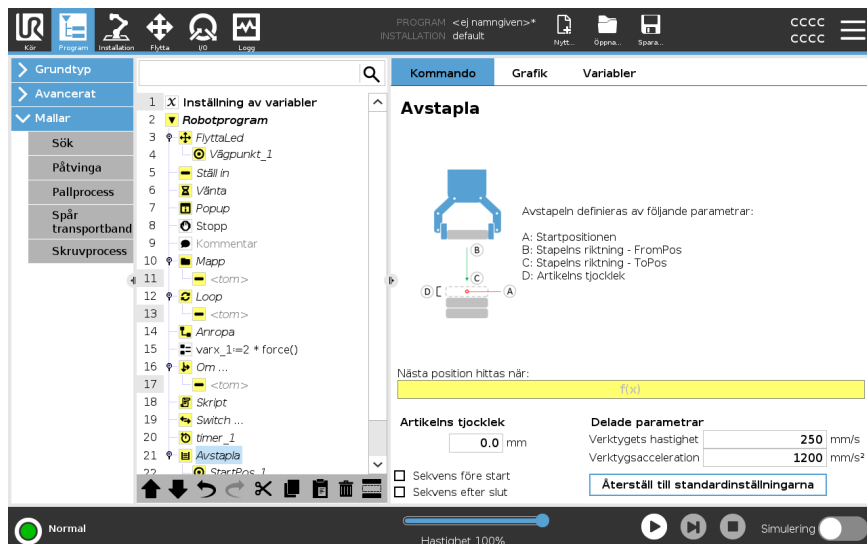 UR
Kör
Program
Installation
Flytta
I/O
Logg
PROGRAM <ej namngiven>*
INSTALLATION default
Nytt...
Öppna...
Spara...
cccc
cccc
Grundtyp
Avancerat
Mallar
Sök
Påtvinga
Pallprocess
Spår
transportband
Skruvprocess
1 X Inställning av variabler
2 Robotprogram
3 FlyttaLed
4 Vägpunkt_1
5 Ställ in
6 Vänta
7 Popup
8 Stopp
9 Kommentar
10 Mapp
11 <tom>
12 Loop
13 <tom>
14 Anropa
15 varx_1:=2 * force()
16 Om ...
17 <tom>
18 Skript
19 Switch ...
20 timer_1
21 Avstapla
22 StartPos_1
Kommando
Grafik
Variabler
Avstapla
B
C
D
A
Avstapeln definieras av följande parametrar:
A: Startpositionen
B: Stapelns riktning - FromPos
C: Stapelns riktning - ToPos
D: Artikelns tjocklek
Nästa position hittas när:
f(x)
Artikelns tjocklek
0.0 mm
Sekvens före start
Sekvens efter slut
Delade parametrar
Verktygets hastighet 250 mm/s
Verktygsacceleration 1200 mm/s²
Återställ till standardinställningarna
Normal
Hastighet 100%
Simulering